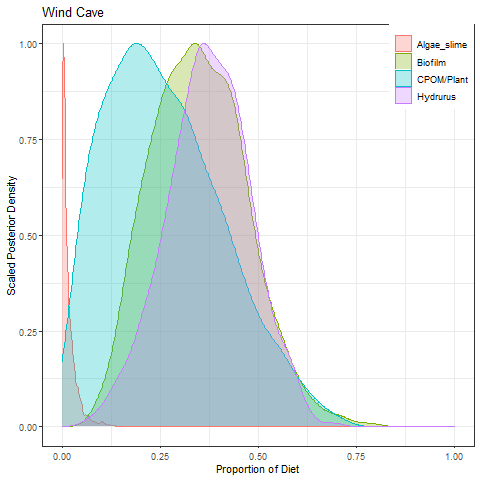 Wind Cave
Algae_slime
Biofilm
CPOM/Plant
Hydrurus
Scaled Posterior Density
1.00
0.75
0.50
0.25
0.00
0.00 0.25 0.50 0.75 1.00
Proportion of Diet